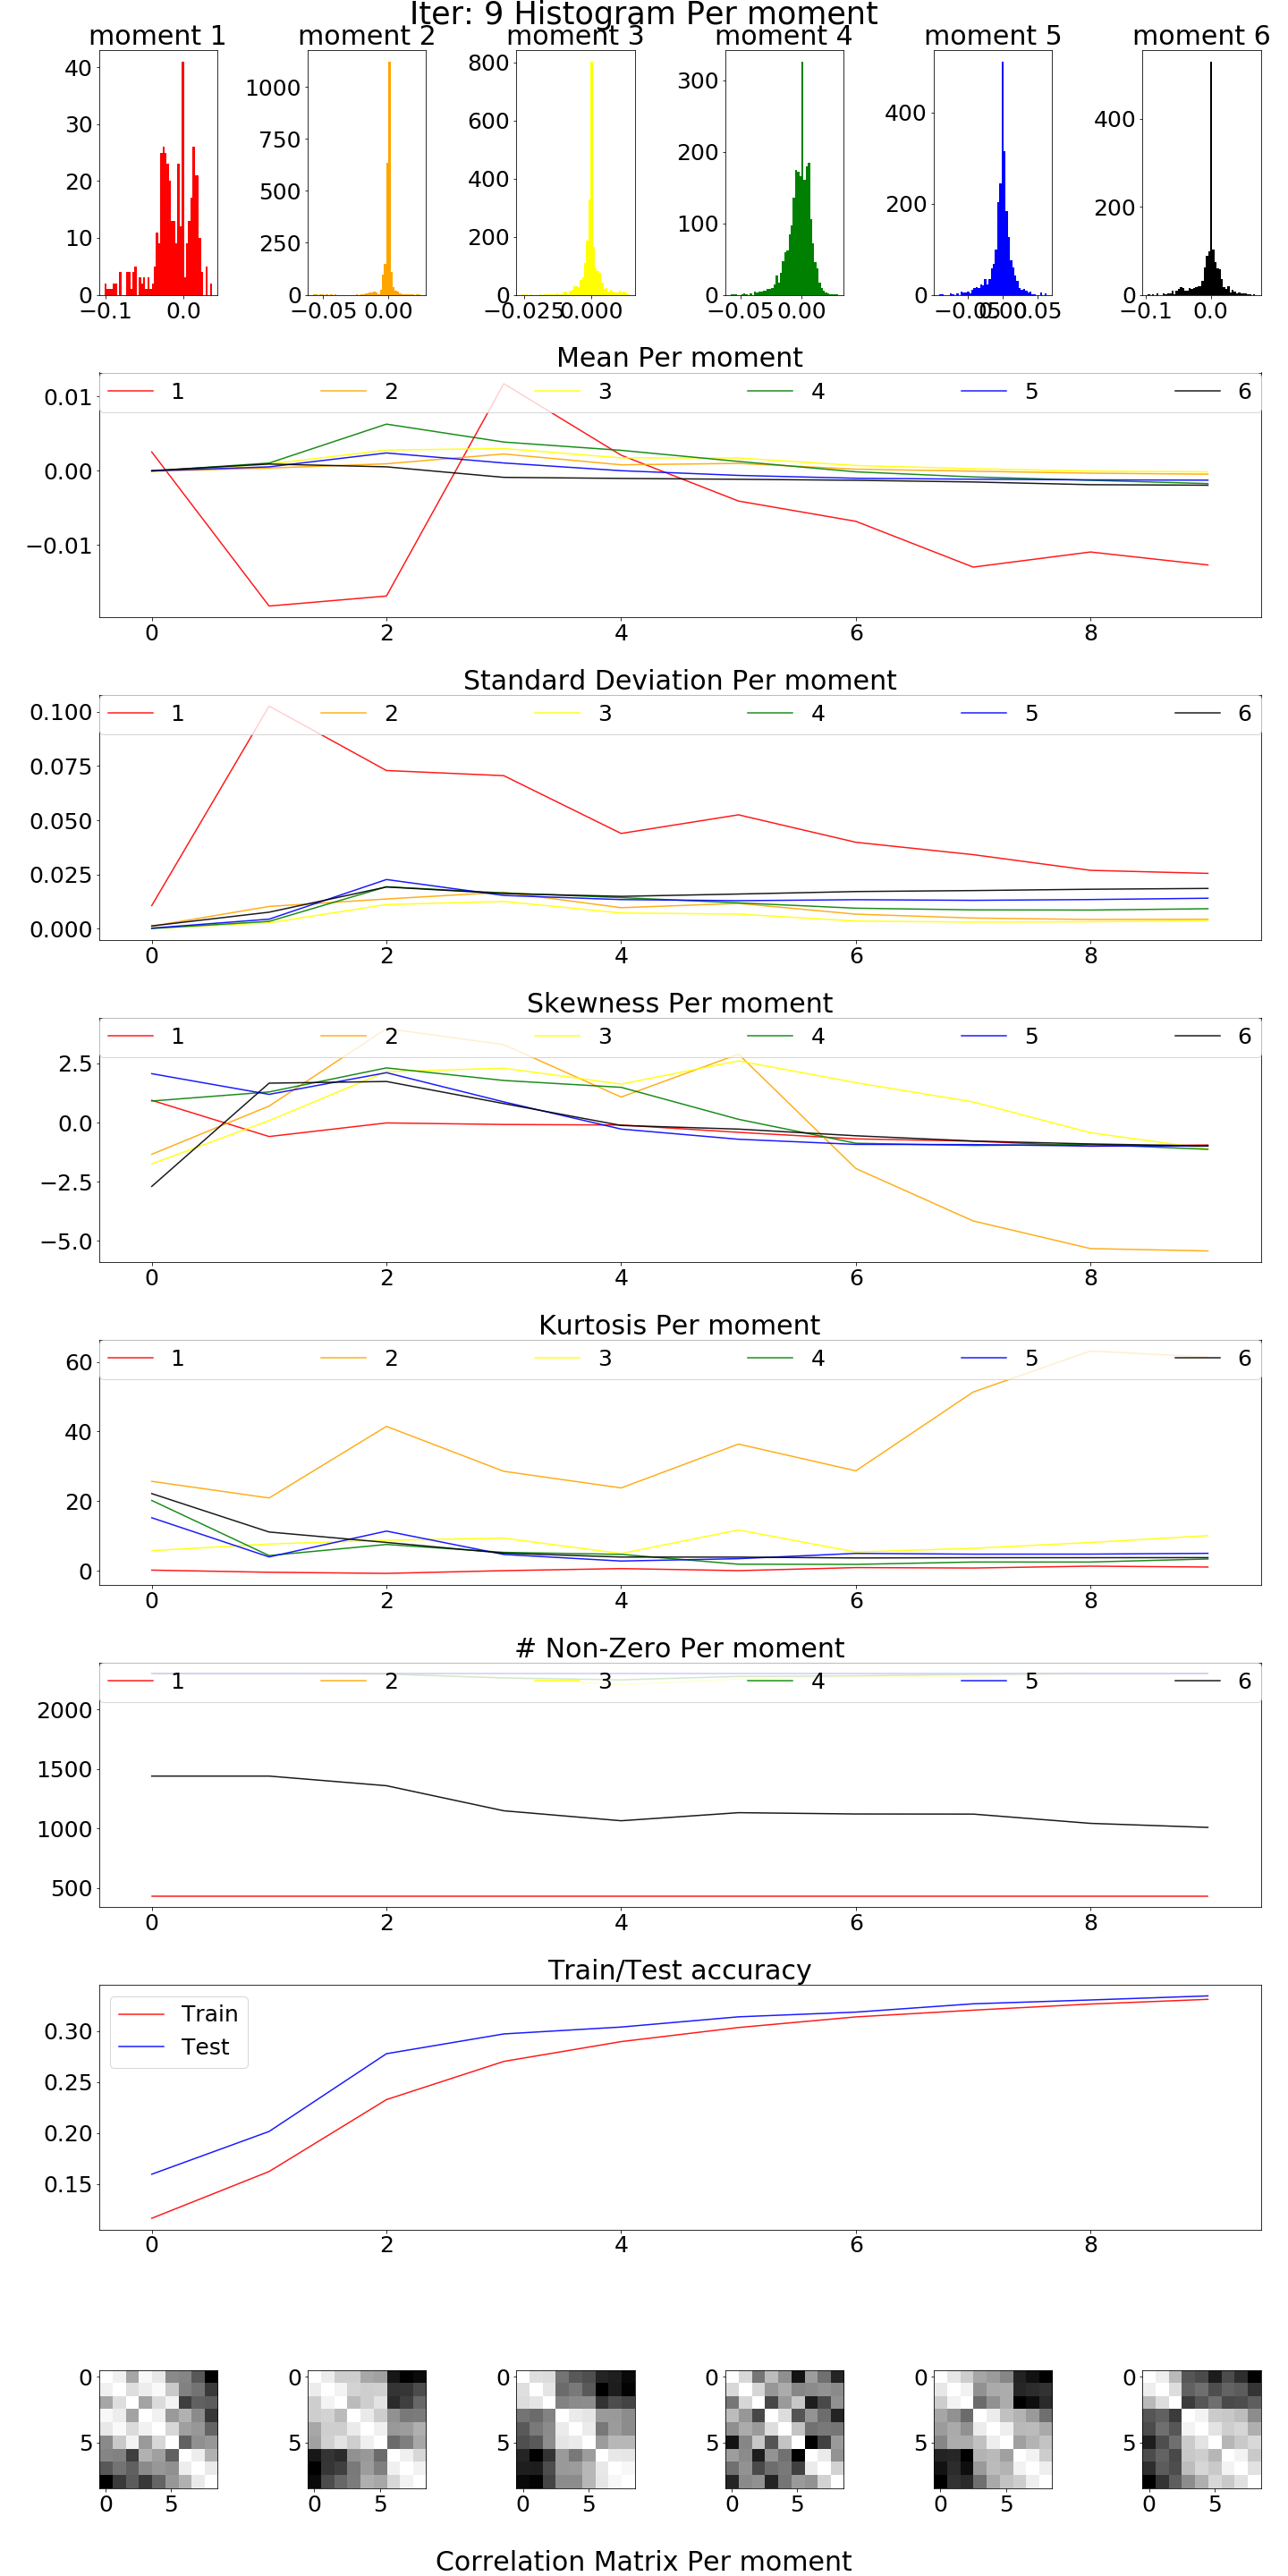 Iter: 9 Histogram Per moment
moment 1 moment 2 moment 3 moment 4 moment 5 moment 6
40 30 20 10 0
−0.1 0.0
1000 750 500 250 0
−0.05 0.00
800 600 400 200 0
−0.025 0.000
300 200 100 0
−0.05 0.00
400 200 0
−0.05 0.00 0.05
400 200 0
−0.1 0.0
Mean Per moment
1 2 3 4 5 6
0.01
0.00
−0.01
0 2 4 6 8
Standard Deviation Per moment
1 2 3 4 5 6
0.100
0.075
0.050
0.025
0.000
0 2 4 6 8
Skewness Per moment
1 2 3 4 5 6
2.5
0.0
−2.5
−5.0
0 2 4 6 8
Kurtosis Per moment
1 2 3 4 5 6
60
40
20
0
0 2 4 6 8
# Non-Zero Per moment
1 2 3 4 5 6
2000
1500
1000
500
0 2 4 6 8
Train/Test accuracy
Train
Test
0.30
0.25
0.20
0.15
0 2 4 6 8
0 0 0 0 0 0
5 5 5 5 5 5
0 5 0 5 0 5 0 5 0 5 0 5
Correlation Matrix Per moment